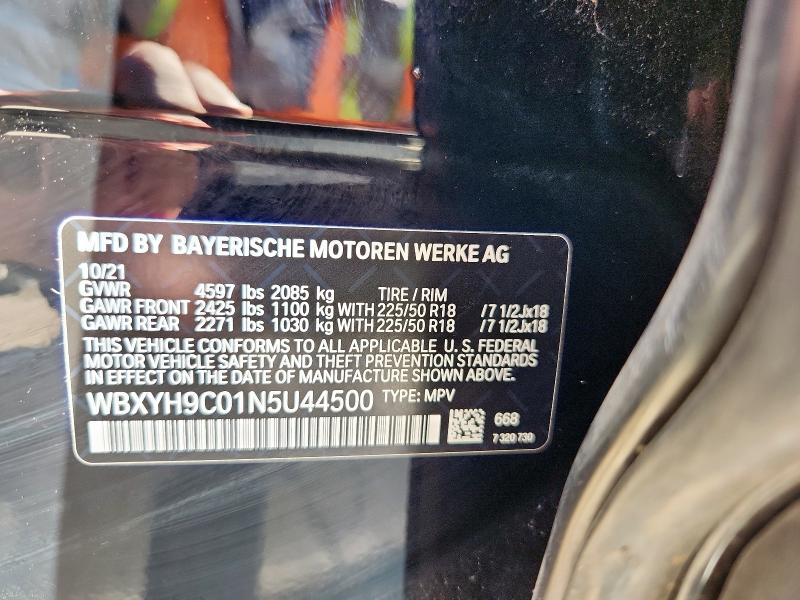 MFD BY BAYERISCHE MOTOREN WERKE AG
10/21
GVWR 4597 lbs 2085 kg TIRE / RIM
GAWR FRONT 2425 lbs 1100 kg WITH 225/50 R18 /7 1/2Jx18
GAWR REAR 2271 lbs 1030 kg WITH 225/50 R18 /7 1/2Jx18
THIS VEHICLE CONFORMS TO ALL APPLICABLE U.S. FEDERAL
MOTOR VEHICLE SAFETY AND THEFT PREVENTION STANDARDS
IN EFFECT ON THE DATE OF MANUFACTURE SHOWN ABOVE.
WBXYH9C01N5U44500 TYPE: MPV
668
7 320 730